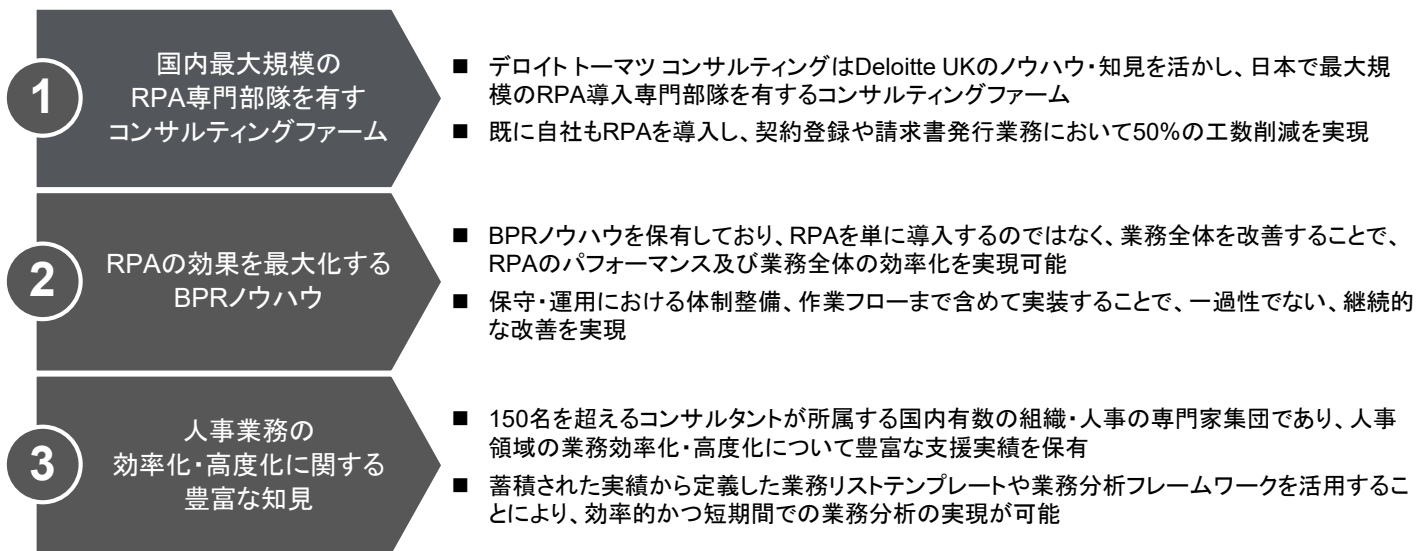 1
国内最大規模の
RPA専門部隊を有す
コンサルティングファーム
■ デロイト トーマツ コンサルティングはDeloitte UKのノウハウ・知見を活かし、日本で最大規
模のRPA導入専門部隊を有するコンサルティングファーム
■ 既に自社もRPAを導入し、契約登録や請求書発行業務において50%の工数削減を実現
2
RPAの効果を最大化する
BPRノウハウ
■ BPRノウハウを保有しており、RPAを単に導入するのではなく、業務全体を改善することで、
RPAのパフォーマンス及び業務全体の効率化を実現可能
■ 保守・運用における体制整備、作業フローまで含めて実装することで、一過性でない、継続的
な改善を実現
3
人事業務の
効率化・高度化に関する
豊富な知見
■ 150名を超えるコンサルタントが所属する国内有数の組織・人事の専門家集団であり、人事
領域の業務効率化・高度化について豊富な支援実績を保有
■ 蓄積された実績から定義した業務リストテンプレートや業務分析フレームワークを活用するこ
とにより、効率的かつ短期間での業務分析の実現が可能